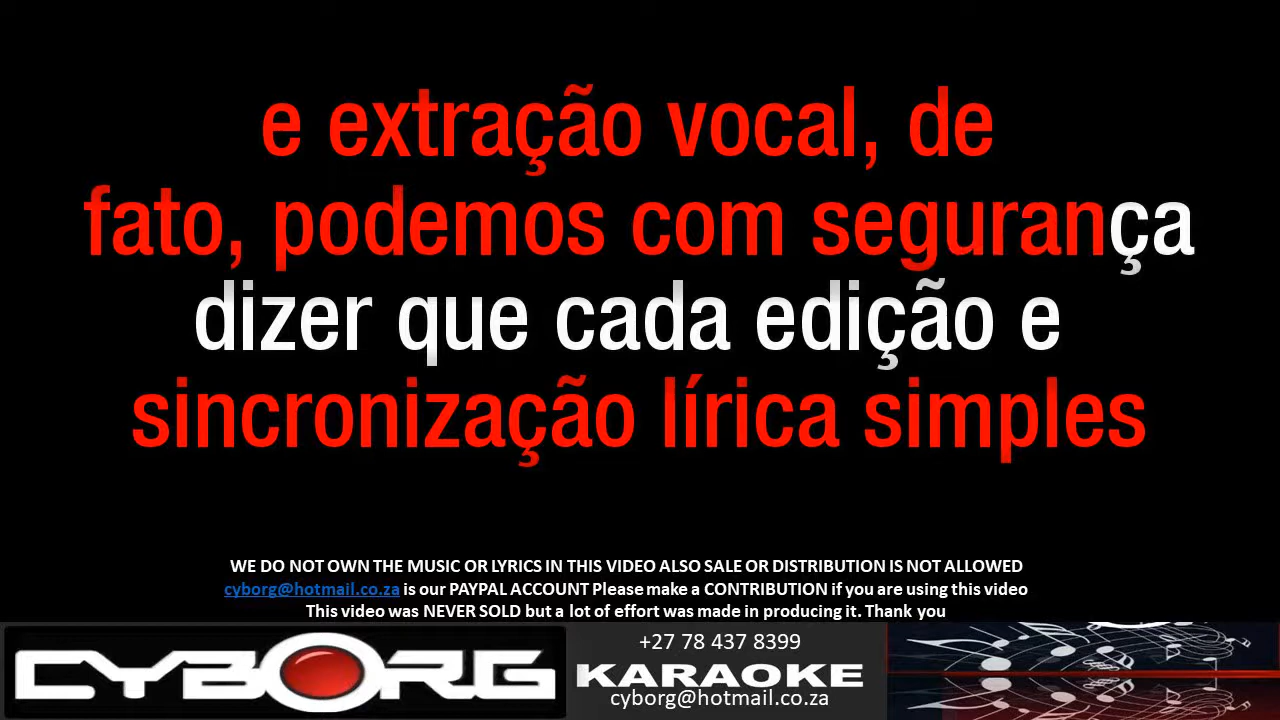 e extração vocal, de
fato, podemos com segurança
dizer que cada edição e
sincronização lírica simples
WE DO NOT OWN THE MUSIC OR LYRICS IN THIS VIDEO ALSO SALE OR DISTRIBUTION IS NOT ALLOWED
cyborg@hotmail.co.za is our PAYPAL ACCOUNT Please make a CONTRIBUTION if you are using this video
This video was NEVER SOLD but a lot of effort was made in producing it. Thank you
CYBORG
+27 78 437 8399
KARAOKE
cyborg@hotmail.co.za